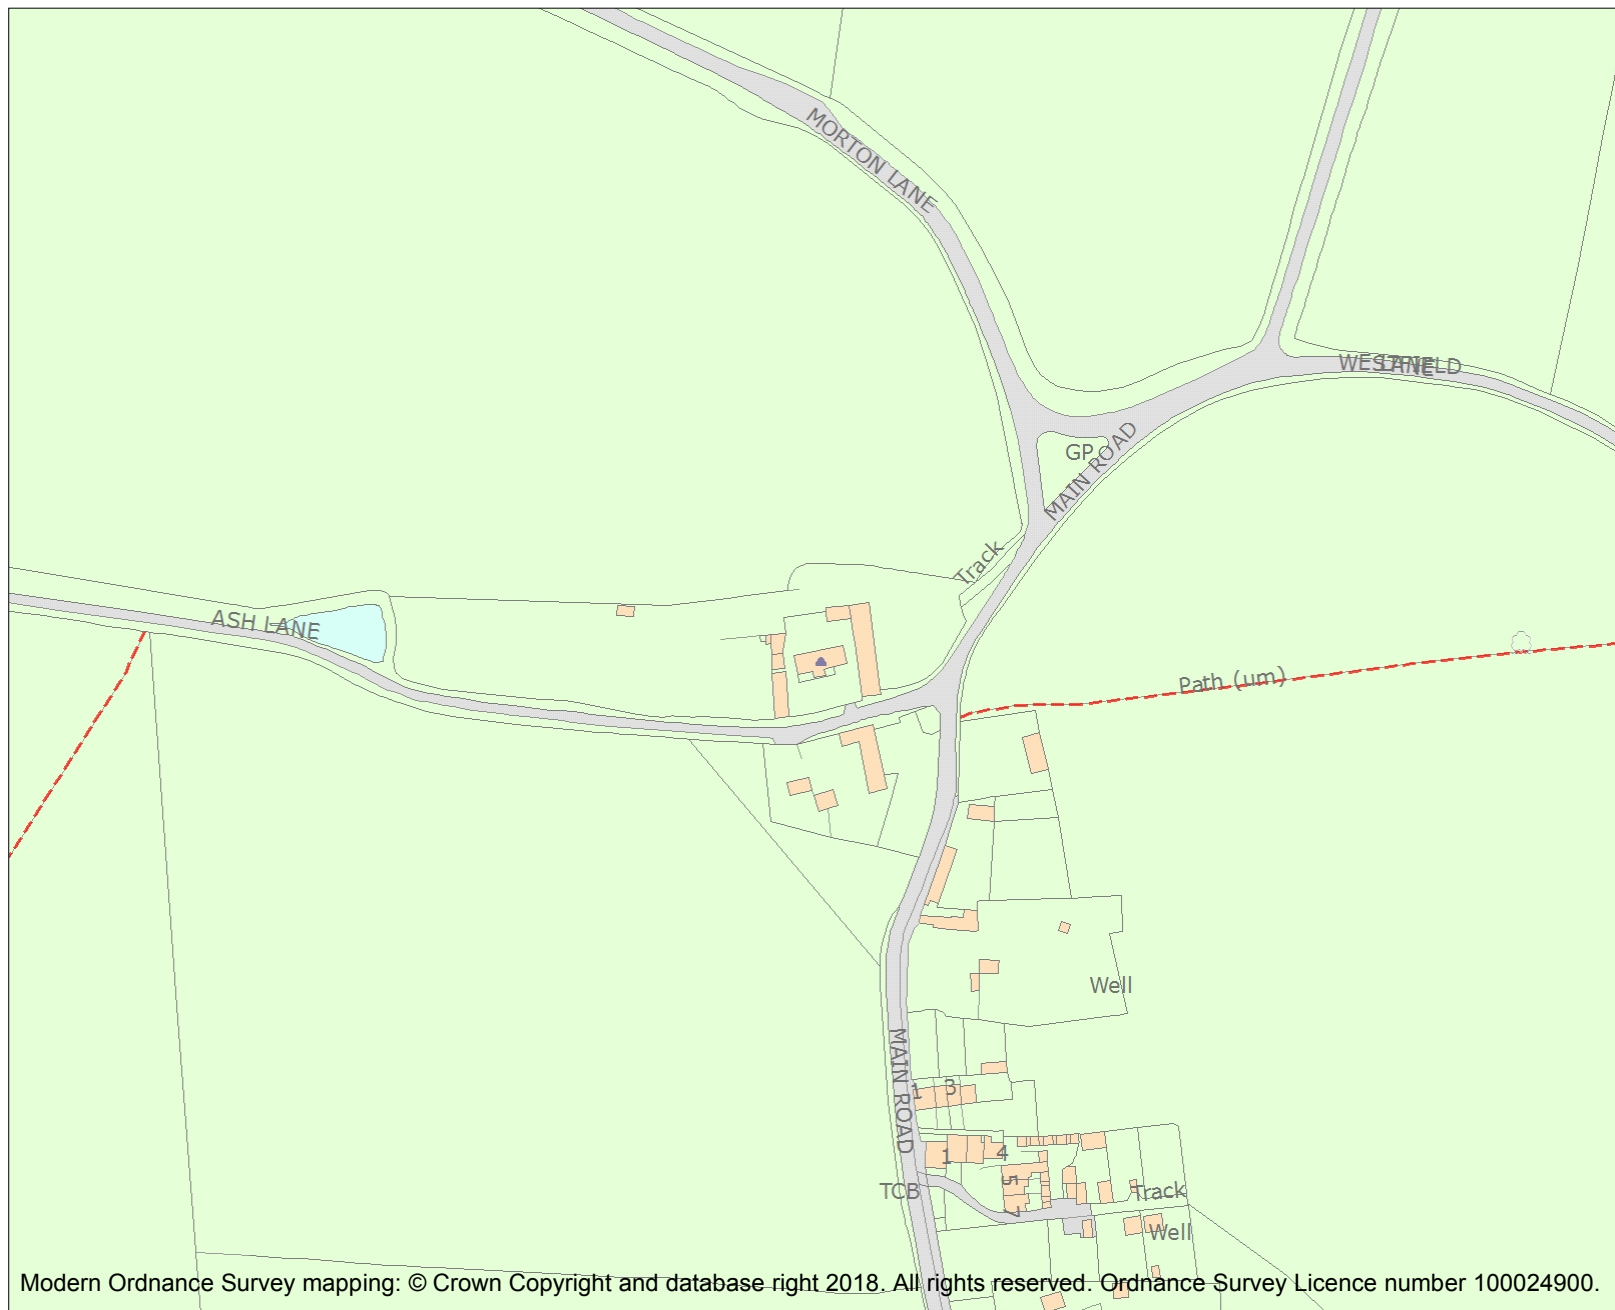 MORTON LANE
WESTFIELD
LANE
GP
MAIN ROAD
Track
ASH LANE
Path (um)
Well
MAIN ROAD
1
3
1
4
5
7
TCB
Track
Well
Modern Ordnance Survey mapping: © Crown Copyright and database right 2018. All rights reserved. Ordnance Survey Licence number 100024900.